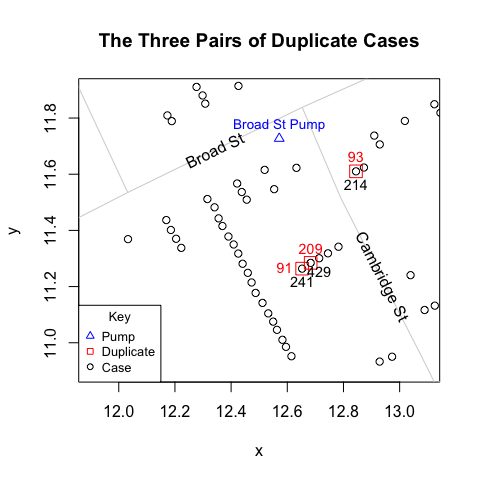 The Three Pairs of Duplicate Cases
Broad St Pump
Broad St
93
214
209
91
429
241
Cambridge St
Key
Pump
Duplicate
Case
y
11.0 11.2 11.4 11.6 11.8
12.0 12.2 12.4 12.6 12.8 13.0
x